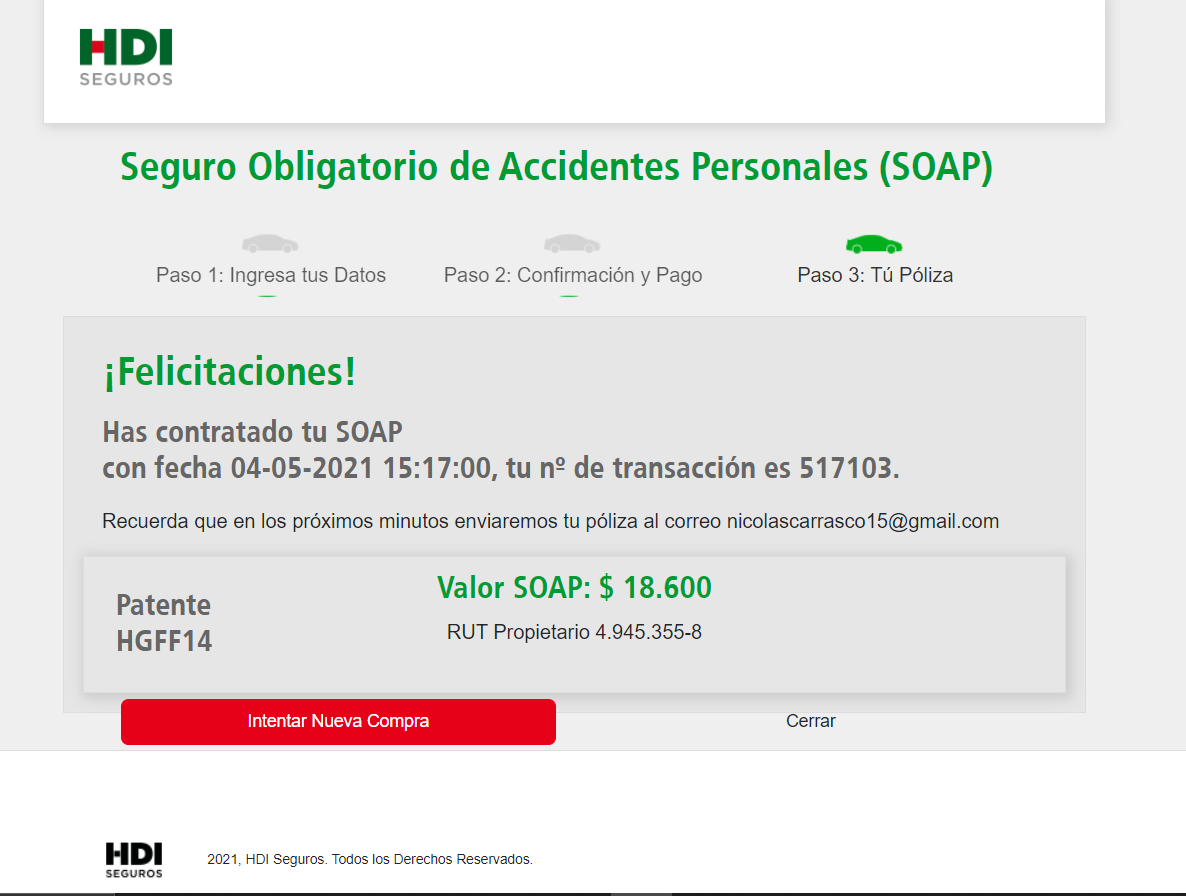 HDI
SEGUROS
Seguro Obligatorio de Accidentes Personales (SOAP)
Paso 1: Ingresa tus Datos
Paso 2: Confirmación y Pago
Paso 3: Tú Póliza
¡Felicitaciones!
Has contratado tu SOAP
con fecha 04-05-2021 15:17:00, tu nº de transacción es 517103.
Recuerda que en los próximos minutos enviaremos tu póliza al correo nicolascarrasco15@gmail.com
Patente
HGFF14
Valor SOAP: $ 18.600
RUT Propietario 4.945.355-8
Intentar Nueva Compra
Cerrar
HDI
SEGUROS
2021, HDI Seguros. Todos los Derechos Reservados.